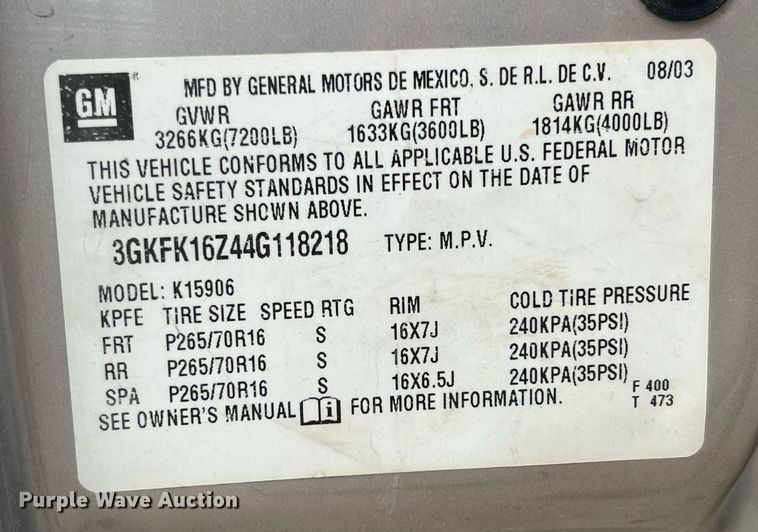 GM
MFD BY GENERAL MOTORS DE MEXICO, S. DE R.L. DE C.V. 08/03
GVWR GAWR FRT GAWR RR
3266KG(7200LB) 1633KG(3600LB) 1814KG(4000LB)
THIS VEHICLE CONFORMS TO ALL APPLICABLE U.S. FEDERAL MOTOR
VEHICLE SAFETY STANDARDS IN EFFECT ON THE DATE OF
MANUFACTURE SHOWN ABOVE.
3GKFK16Z44G118218 TYPE: M.P.V.
MODEL: K15906
KPFE TIRE SIZE SPEED RTG RIM COLD TIRE PRESSURE
FRT P265/70R16 S 16X7J 240KPA(35PSI)
RR P265/70R16 S 16X7J 240KPA(35PSI)
SPA P265/70R16 S 16X6.5J 240KPA(35PSI)
SEE OWNER'S MANUAL i FOR MORE INFORMATION.
F 400
T 473
Purple Wave Auction